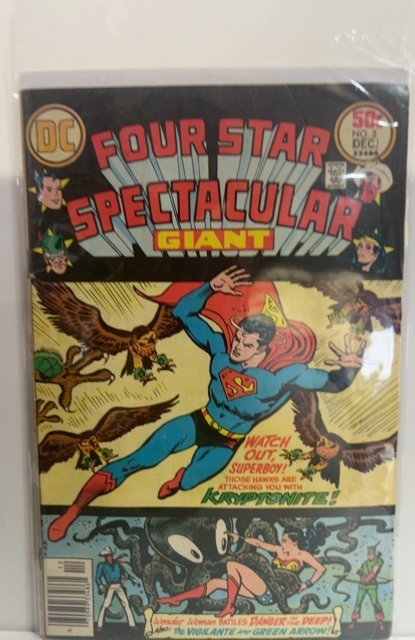 DC
FOUR STAR
SPECTACULAR
GIANT
50¢
NO. 5
DEC.
33488
WATCH
OUT,
SUPERBOY!
THOSE HAWKS ARE
ATTACKING YOU WITH
KRYPTONITE!
S
Wonder Woman BATTLES DANGER IN THE DEEP!
ALSO: THE VIGILANTE AND GREEN ARROW!